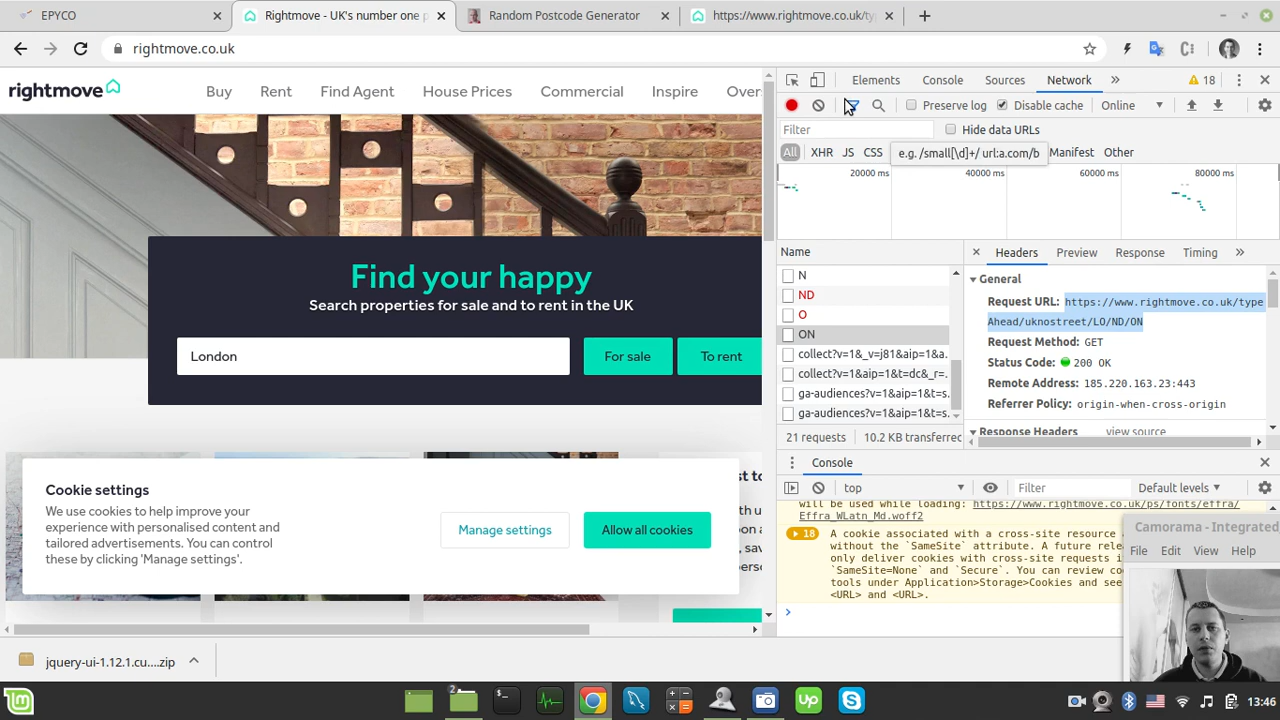 EPYCO
Rightmove - UK's number one p
Random Postcode Generator
https://www.rightmove.co.uk/ty
rightmove.co.uk
rightmove
Buy Rent Find Agent House Prices Commercial Inspire Over
Find your happy
Search properties for sale and to rent in the UK
London
For sale
To rent
Cookie settings
We use cookies to help improve your
experience with personalised content and
tailored advertisements. You can control
these by clicking 'Manage settings'.
Manage settings
Allow all cookies
Elements Console Sources Network » 18
Preserve log Disable cache Online
Filter Hide data URLs
All XHR JS CSS Manifest Other
e.g. /small[\d]+/ url:a.com/b
20000 ms 40000 ms 60000 ms 80000 ms
Name
N
ND
O
ON
collect?v=1&_v=j81&aip=1&a…
collect?v=1&aip=1&t=dc&_r=…
ga-audiences?v=1&aip=1&t=s…
ga-audiences?v=1&aip=1&t=s…
21 requests 10.2 KB transferred
Headers Preview Response Timing »
General
Request URL: https://www.rightmove.co.uk/type
Ahead/uknostreet/LO/ND/ON
Request Method: GET
Status Code: 200 OK
Remote Address: 185.220.163.23:443
Referrer Policy: origin-when-cross-origin
Response Headers view source
Console
top Filter Default levels
will be used while loading: https://www.rightmove.co.uk/ps/fonts/effra/
Effra_WLatn_Md.woff2
18 A cookie associated with a cross-site resource a
without the `SameSite` attribute. A future rele
only deliver cookies with cross-site requests i
`SameSite=None` and `Secure`. You can review co
tools under Application>Storage>Cookies and see
<URL> and <URL>.
Camorama - Integrated
File Edit View Help
jquery-ui-1.12.1.cu....zip
2
Up
13:46